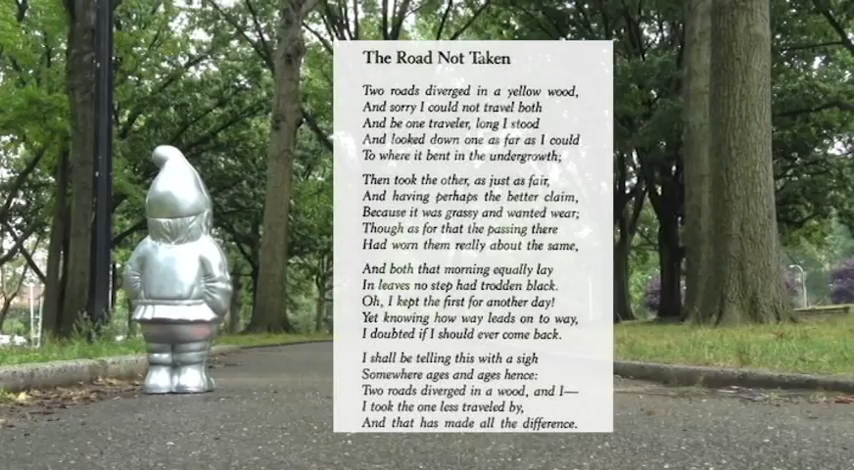 The Road Not Taken
Two roads diverged in a yellow wood,
And sorry I could not travel both
And be one traveler, long I stood
And looked down one as far as I could
To where it bent in the undergrowth;
Then took the other, as just as fair,
And having perhaps the better claim,
Because it was grassy and wanted wear;
Though as for that the passing there
Had worn them really about the same,
And both that morning equally lay
In leaves no step had trodden black.
Oh, I kept the first for another day!
Yet knowing how way leads on to way,
I doubted if I should ever come back.
I shall be telling this with a sigh
Somewhere ages and ages hence:
Two roads diverged in a wood, and I—
I took the one less traveled by,
And that has made all the difference.